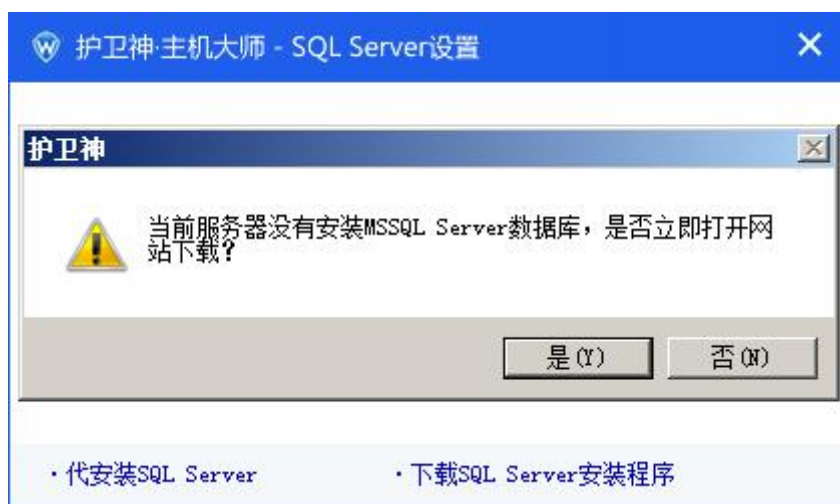 护卫神·主机大师 - SQL Server设置
护卫神
当前服务器没有安装MSSQL Server数据库，是否立即打开网
站下载？
是(Y)
否(N)
·代安装SQL Server
·下载SQL Server安装程序